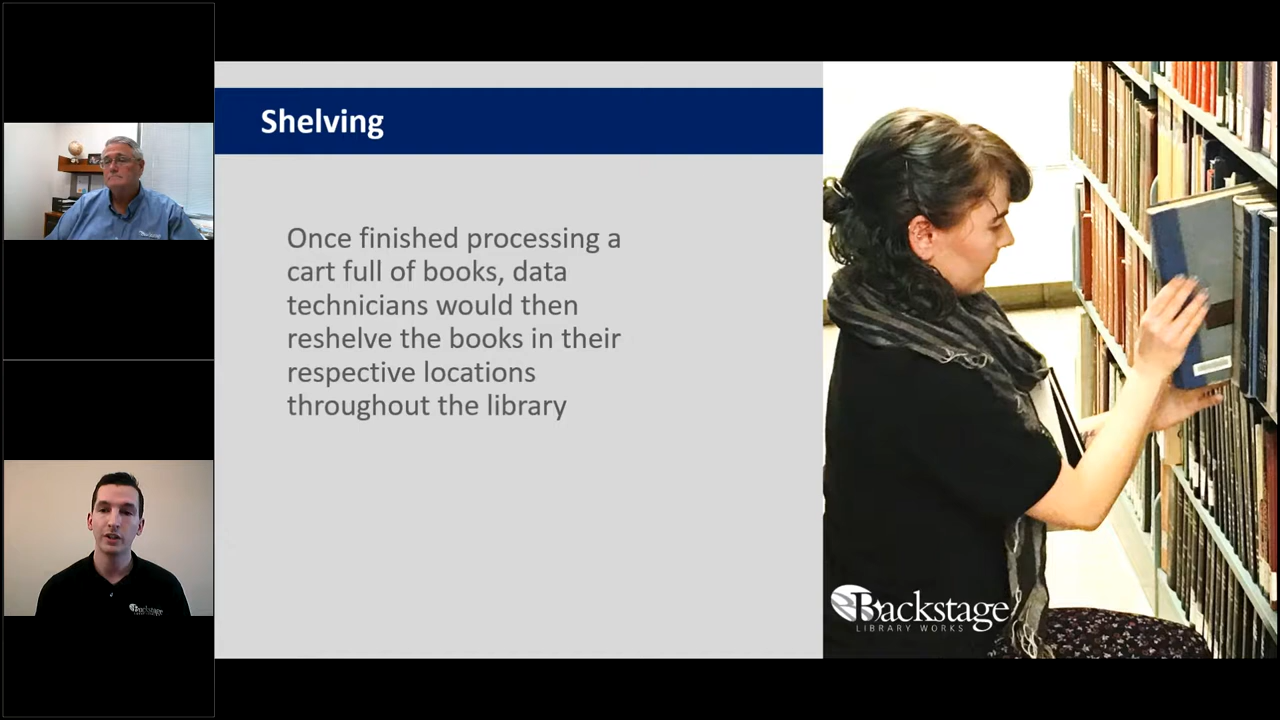 Shelving
Once finished processing a
cart full of books, data
technicians would then
reshelve the books in their
respective locations
throughout the library
Backstage
LIBRARY WORKS
Backstage